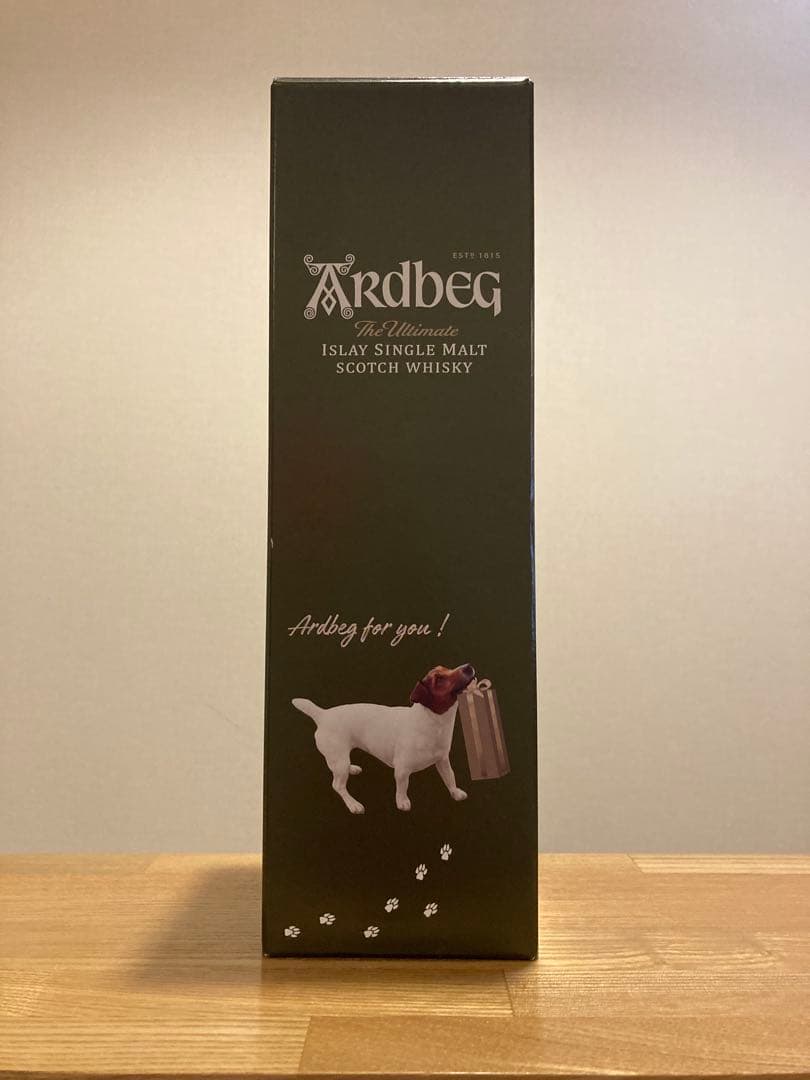 ESTD 1815
ARDBEG
The Ultimate
ISLAY SINGLE MALT
SCOTCH WHISKY
Ardbeg for you !